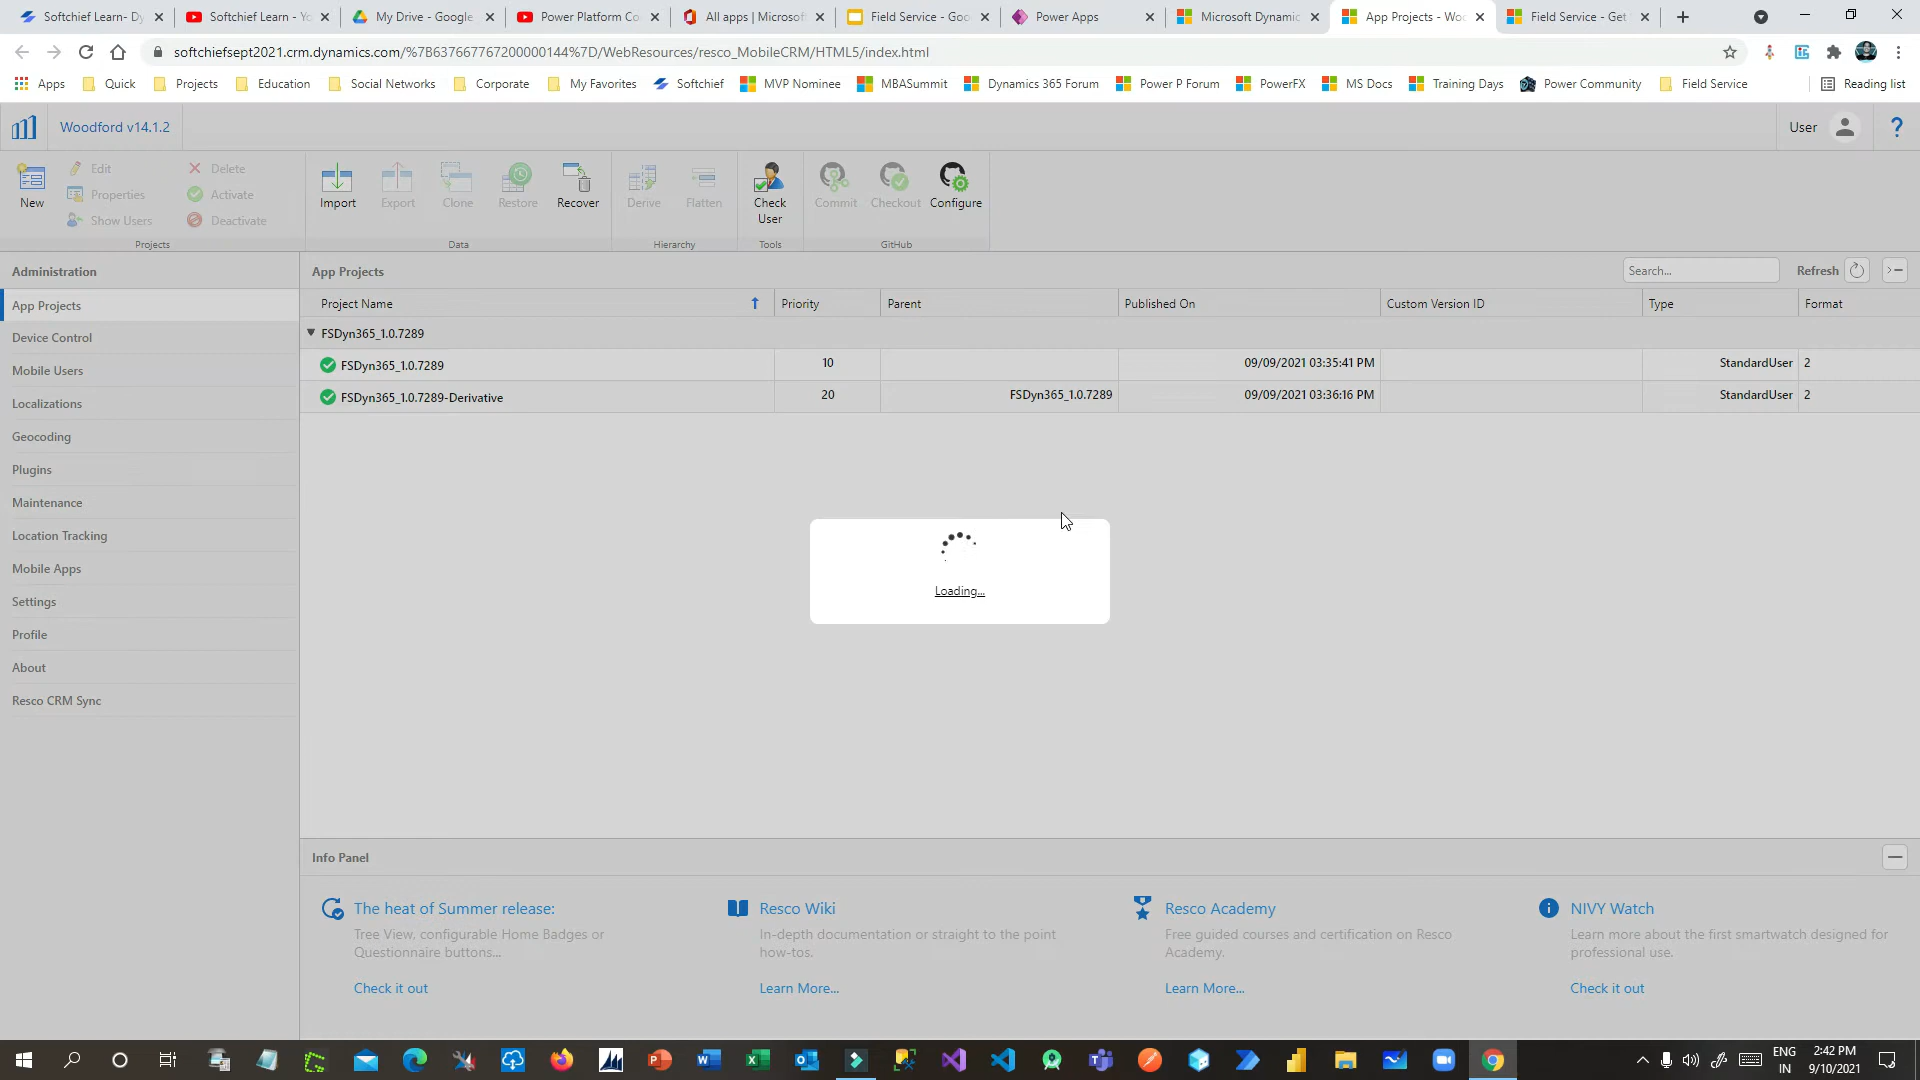 Softchief Learn- Dy
Softchief Learn - Yo
My Drive - Google
Power Platform Co
All apps | Microsof
Field Service - Goo
Power Apps
Microsoft Dynamic
App Projects - Woo
Field Service - Get
softchiefsept2021.crm.dynamics.com/%7B637667767200000144%7D/WebResources/resco_MobileCRM/HTML5/index.html
Apps
Quick
Projects
Education
Social Networks
Corporate
My Favorites
Softchief
MVP Nominee
MBASummit
Dynamics 365 Forum
Power P Forum
PowerFX
MS Docs
Training Days
Power Community
Field Service
Reading list
Woodford v14.1.2
User
?
New
Edit
Properties
Show Users
Delete
Activate
Deactivate
Projects
Import
Export
Clone
Restore
Recover
Data
Derive
Flatten
Hierarchy
Check User
Tools
Commit
Checkout
Configure
GitHub
Administration
App Projects
Device Control
Mobile Users
Localizations
Geocoding
Plugins
Maintenance
Location Tracking
Mobile Apps
Settings
Profile
About
Resco CRM Sync
App Projects
Search...
Refresh
Project Name
Priority
Parent
Published On
Custom Version ID
Type
Format
FSDyn365_1.0.7289
FSDyn365_1.0.7289 10 09/09/2021 03:35:41 PM StandardUser 2
FSDyn365_1.0.7289-Derivative 20 FSDyn365_1.0.7289 09/09/2021 03:36:16 PM StandardUser 2
Loading...
Info Panel
The heat of Summer release:
Tree View, configurable Home Badges or
Questionnaire buttons...
Check it out
Resco Wiki
In-depth documentation or straight to the point
how-tos.
Learn More...
Resco Academy
Free guided courses and certification on Resco
Academy.
Learn More...
NIVY Watch
Learn more about the first smartwatch designed for
professional use.
Check it out
ENG
IN
2:42 PM
9/10/2021